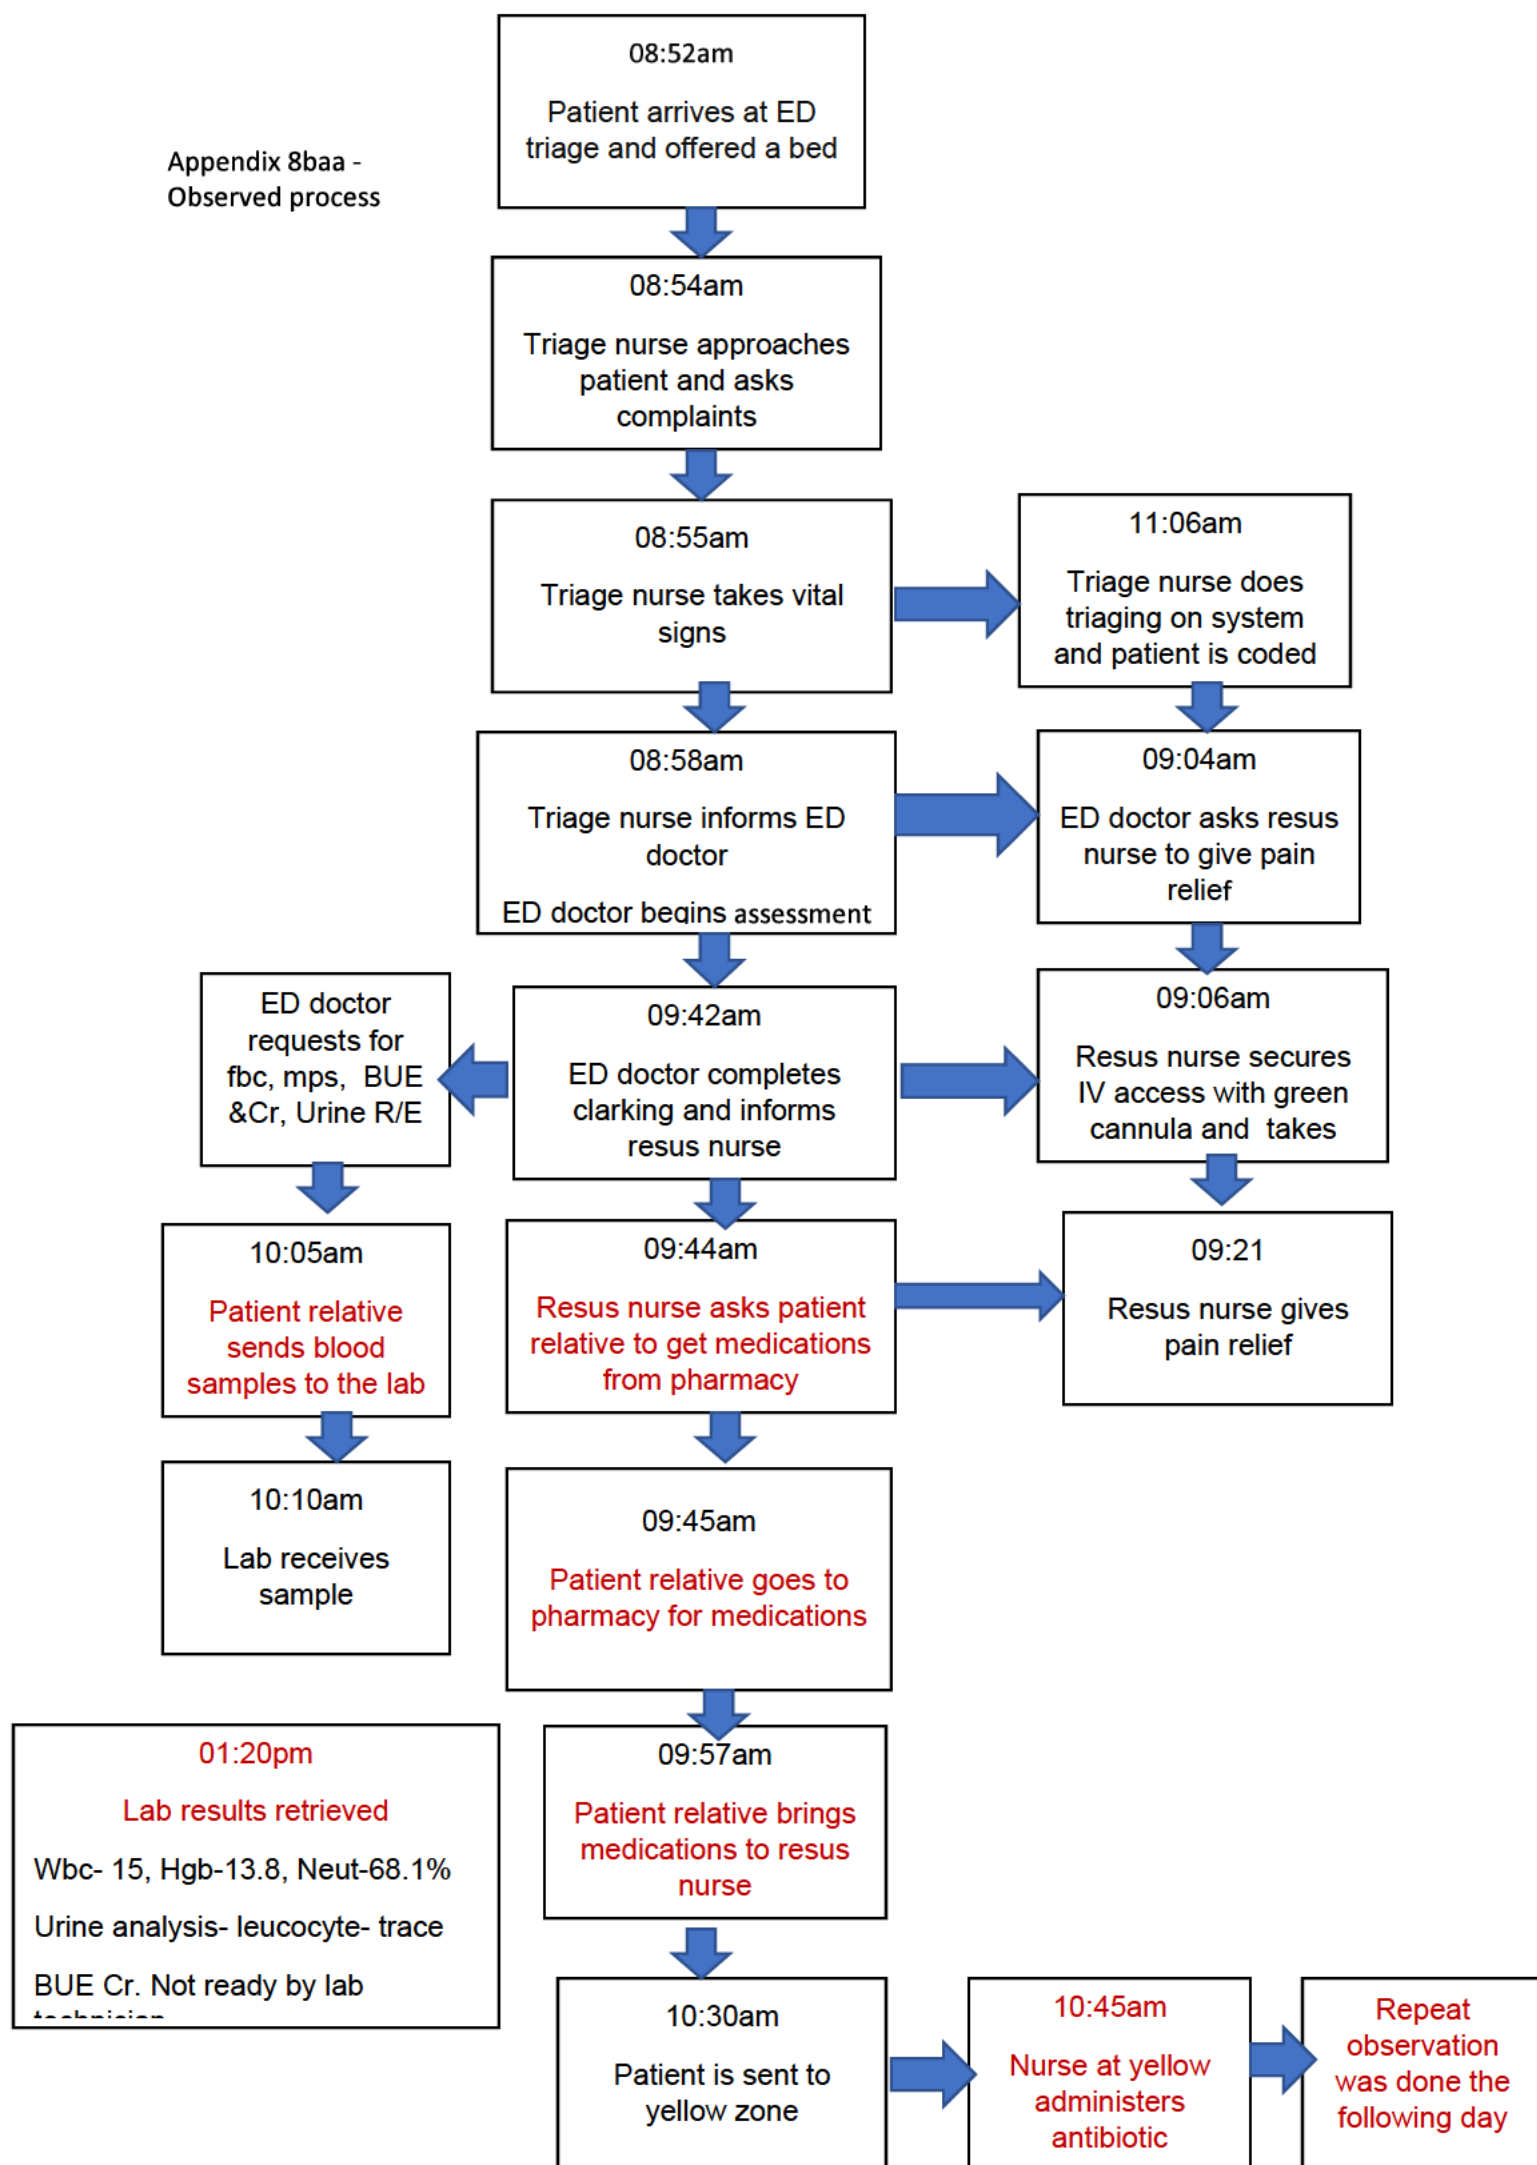 08:52am
Patient arrives at ED
triage and offered a bed
Appendix 8baa -
Observed process
08:54am
Triage nurse approaches
patient and asks
complaints
08:55am
Triage nurse takes vital
signs
11:06am
Triage nurse does
triaging on system
and patient is coded
08:58am
Triage nurse informs ED
doctor
ED doctor begins assessment
09:04am
ED doctor asks resus
nurse to give pain
relief
ED doctor
requests for
fbc, mps, BUE
&Cr, Urine R/E
09:42am
ED doctor completes
clarking and informs
resus nurse
09:06am
Resus nurse secures
IV access with green
cannula and takes
10:05am
Patient relative
sends blood
samples to the lab
09:44am
Resus nurse asks patient
relative to get medications
from pharmacy
09:21
Resus nurse gives
pain relief
10:10am
Lab receives
sample
09:45am
Patient relative goes to
pharmacy for medications
01:20pm
Lab results retrieved
Wbc- 15, Hgb-13.8, Neut-68.1%
Urine analysis- leucocyte- trace
BUE Cr. Not ready by lab
09:57am
Patient relative brings
medications to resus
nurse
10:30am
Patient is sent to
yellow zone
10:45am
Nurse at yellow
administers
antibiotic
Repeat
observation
was done the
following day